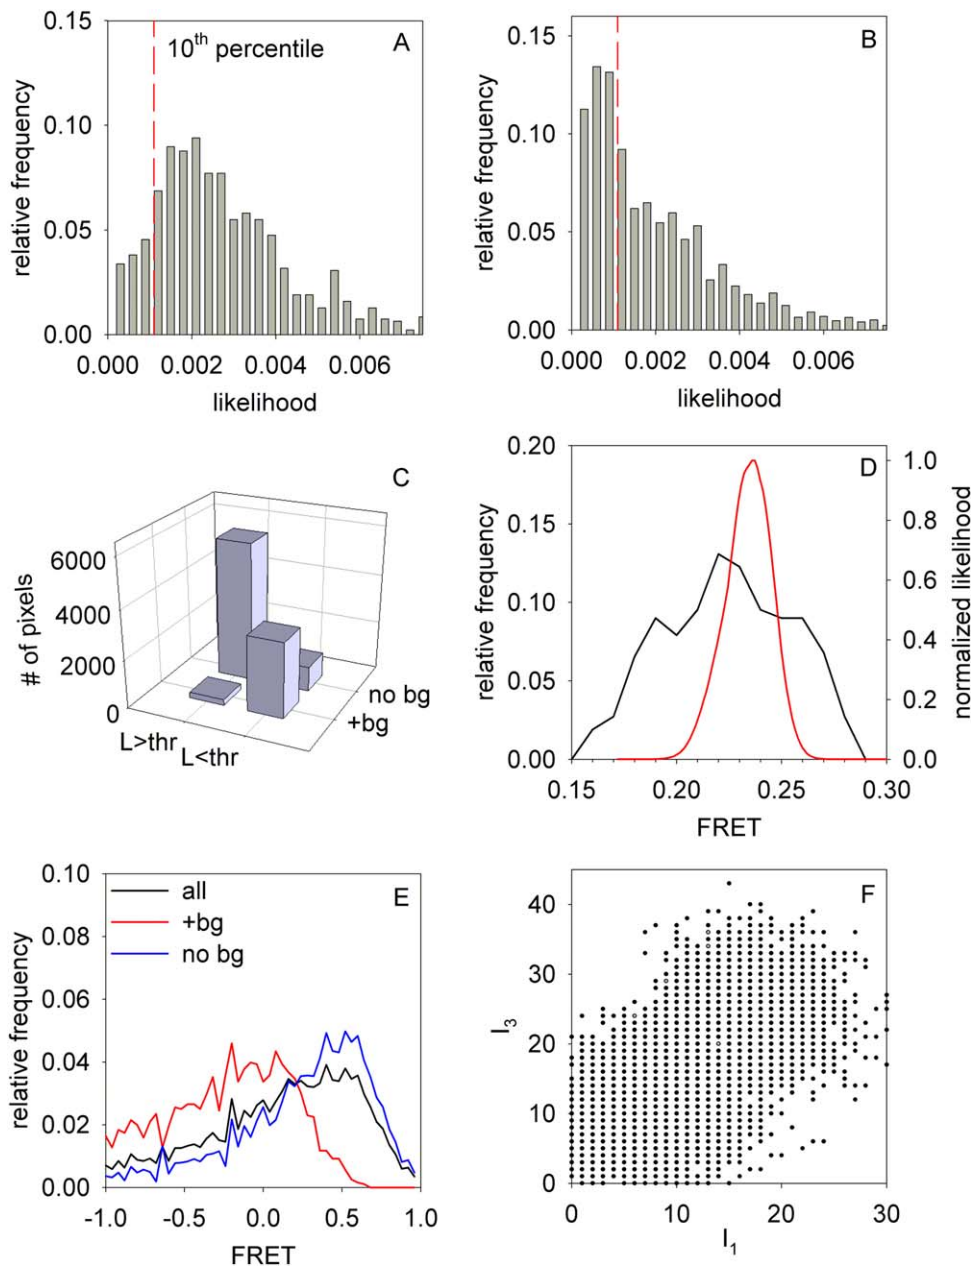 0.15
0.10
0.05
0.00
relative frequency
10th percentile
A
0.000 0.002 0.004 0.006
likelihood
0.15
0.10
0.05
0.00
relative frequency
B
0.000 0.002 0.004 0.006
likelihood
C
6000
4000
2000
0
# of pixels
L>thr
L<thr
no bg
+bg
0.20
0.15
0.10
0.05
0.00
relative frequency
D
1.0
0.8
0.6
0.4
0.2
0.0
normalized likelihood
0.15 0.20 0.25 0.30
FRET
0.10
0.08
0.06
0.04
0.02
0.00
relative frequency
all
+bg
no bg
E
-1.0 -0.5 0.0 0.5 1.0
FRET
40
30
20
10
0
I3
F
0 10 20 30
I1